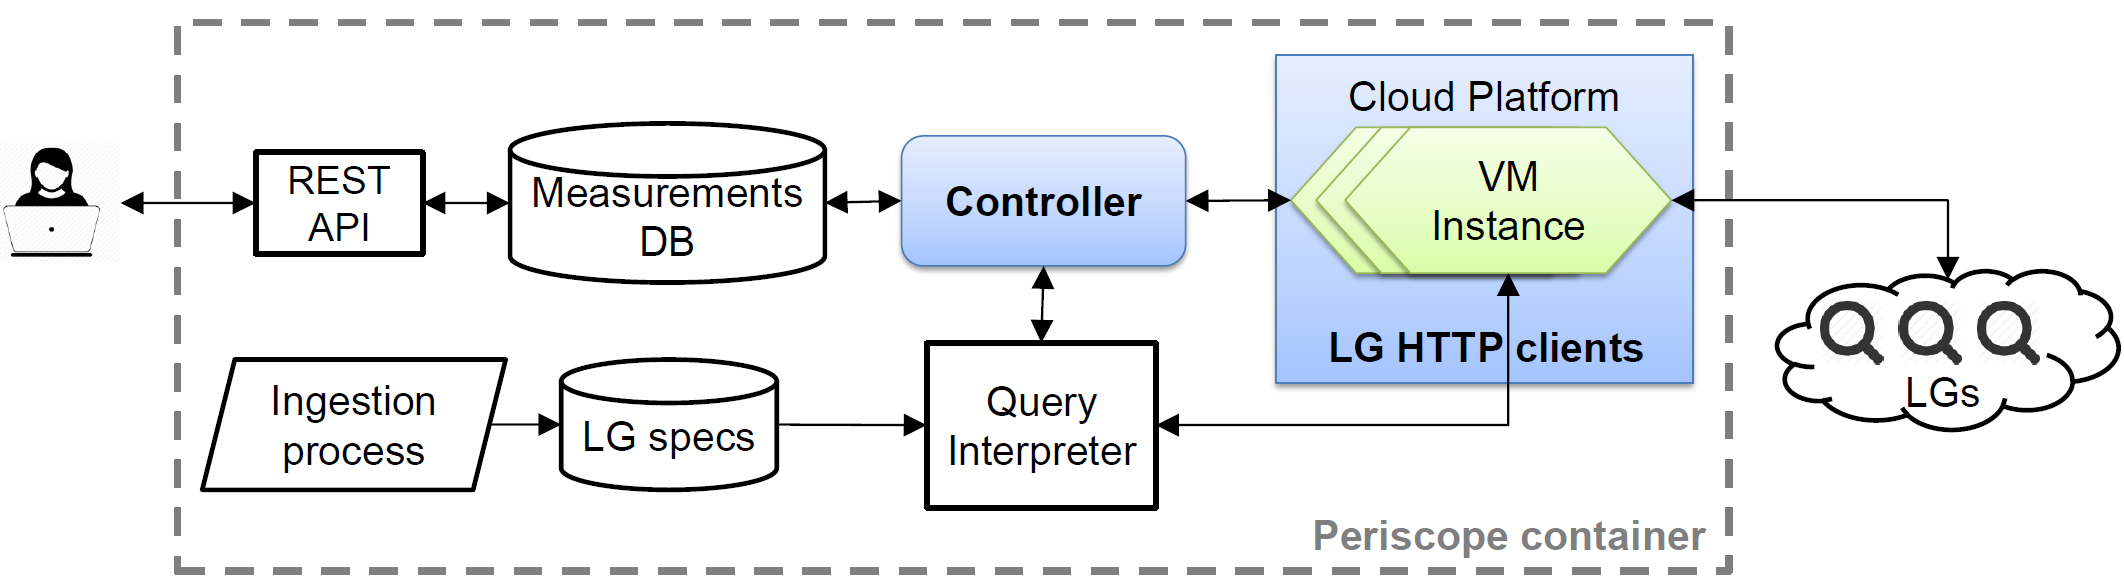 Cloud Platform
REST
API
Measurements
DB
Controller
VM
Instance
LG HTTP clients
LGs
Ingestion
process
LG specs
Query
Interpreter
Periscope container